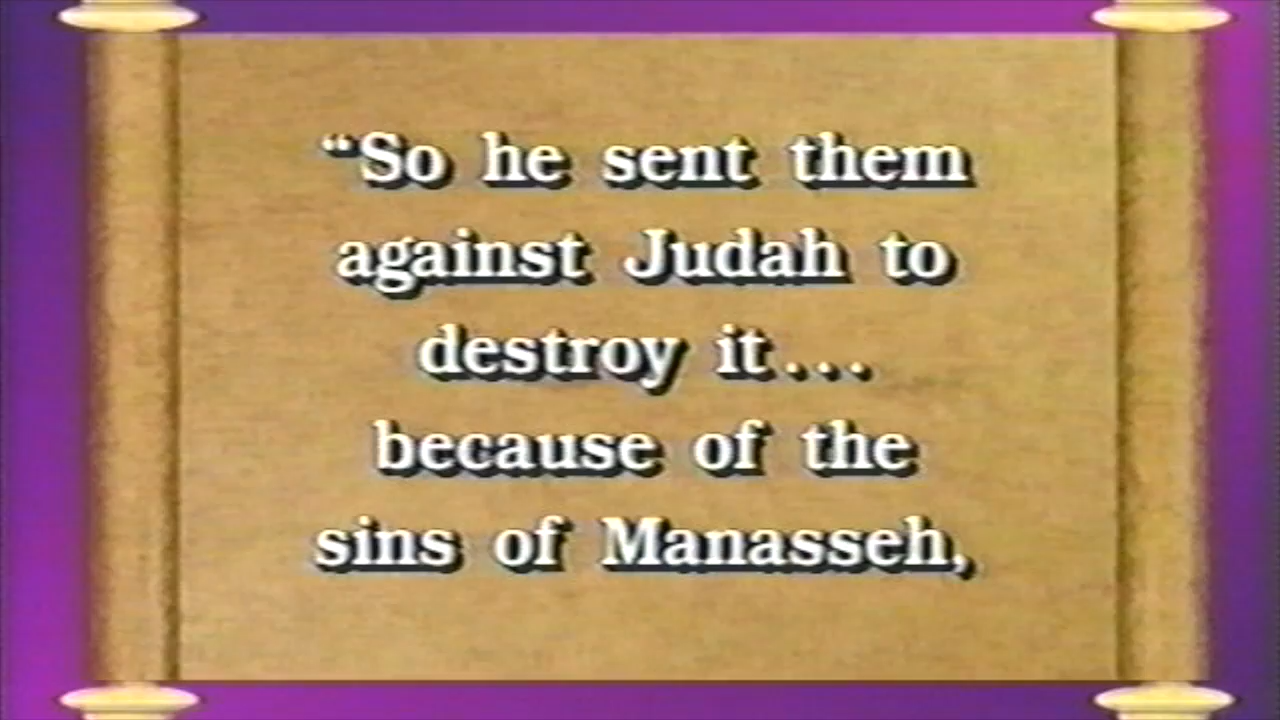 “So he sent them
against Judah to
destroy it...
because of the
sins of Manasseh,